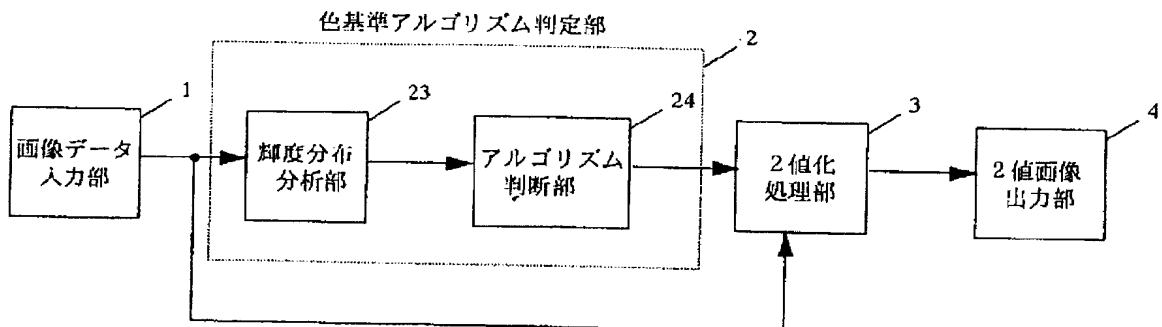 色基準アルゴリズム判定部
2
1
23
24
3
4
画像データ
入力部
輝度分布
分析部
アルゴリズム
判断部
2値化
処理部
2値画像
出力部